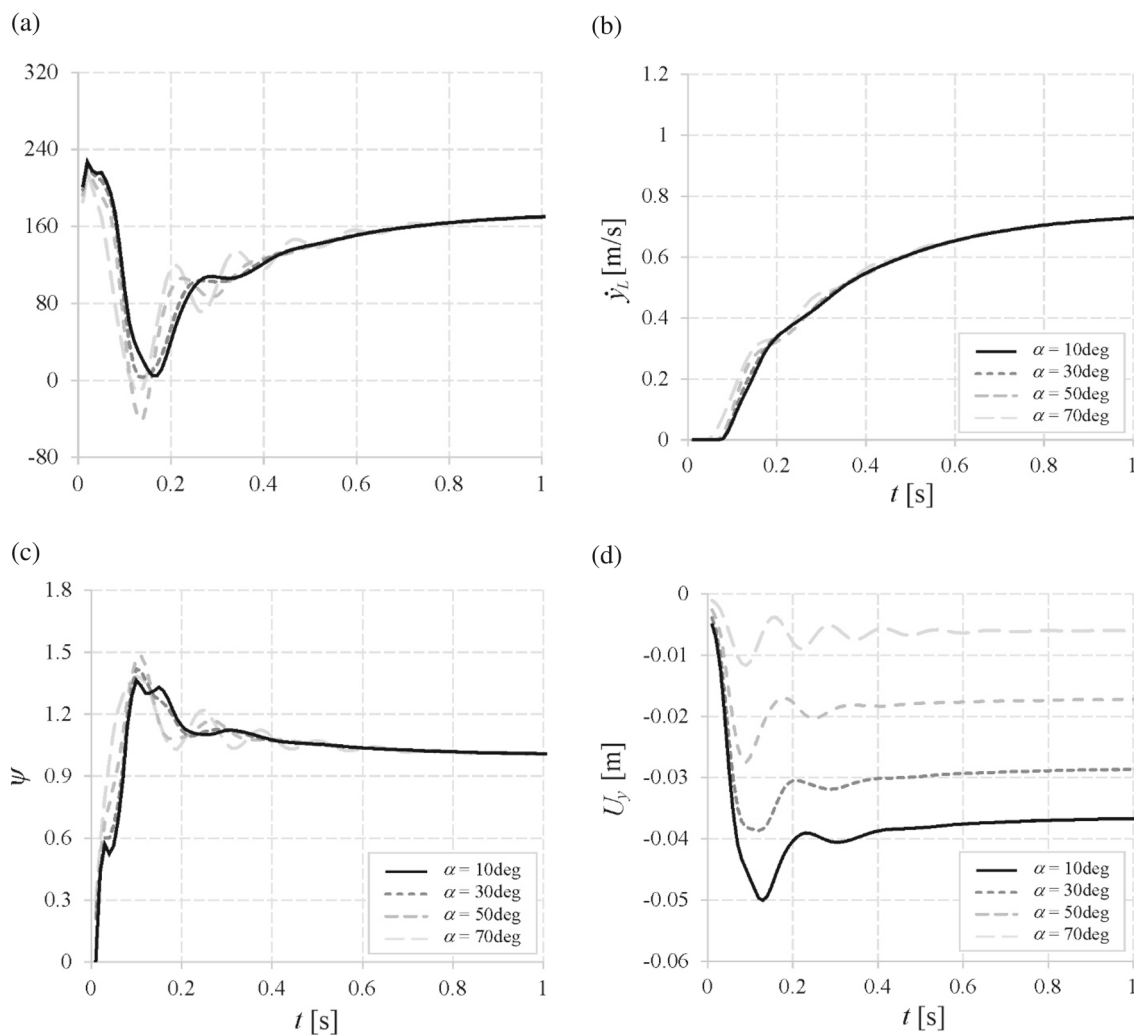 (a)
320
240
160
80
0
-80
0
0.2
0.4
0.6
0.8
1
(b)
1.2
1
0.8
0.6
0.4
0.2
0
ẏL [m/s]
0
0.2
0.4
0.6
0.8
1
t [s]
α = 10deg
α = 30deg
α = 50deg
α = 70deg
(c)
1.8
1.5
1.2
0.9
0.6
0.3
0
ψ
0
0.2
0.4
0.6
0.8
1
t [s]
α = 10deg
α = 30deg
α = 50deg
α = 70deg
(d)
0
-0.01
-0.02
-0.03
-0.04
-0.05
-0.06
Uy [m]
0
0.2
0.4
0.6
0.8
1
t [s]
α = 10deg
α = 30deg
α = 50deg
α = 70deg